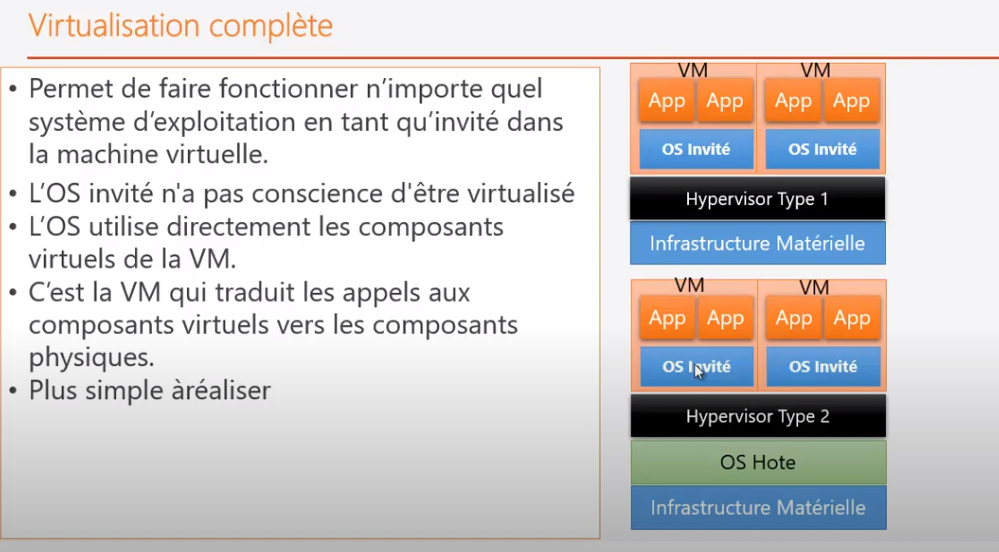 Virtualisation complète
• Permet de faire fonctionner n’importe quel
système d’exploitation en tant qu’invité dans
la machine virtuelle.
• L’OS invité n'a pas conscience d'être virtualisé
• L’OS utilise directement les composants
virtuels de la VM.
• C’est la VM qui traduit les appels aux
composants virtuels vers les composants
physiques.
• Plus simple àréaliser
VM VM
App App App App
OS Invité OS Invité
Hypervisor Type 1
Infrastructure Matérielle
VM VM
App App App App
OS Invité OS Invité
Hypervisor Type 2
OS Hote
Infrastructure Matérielle